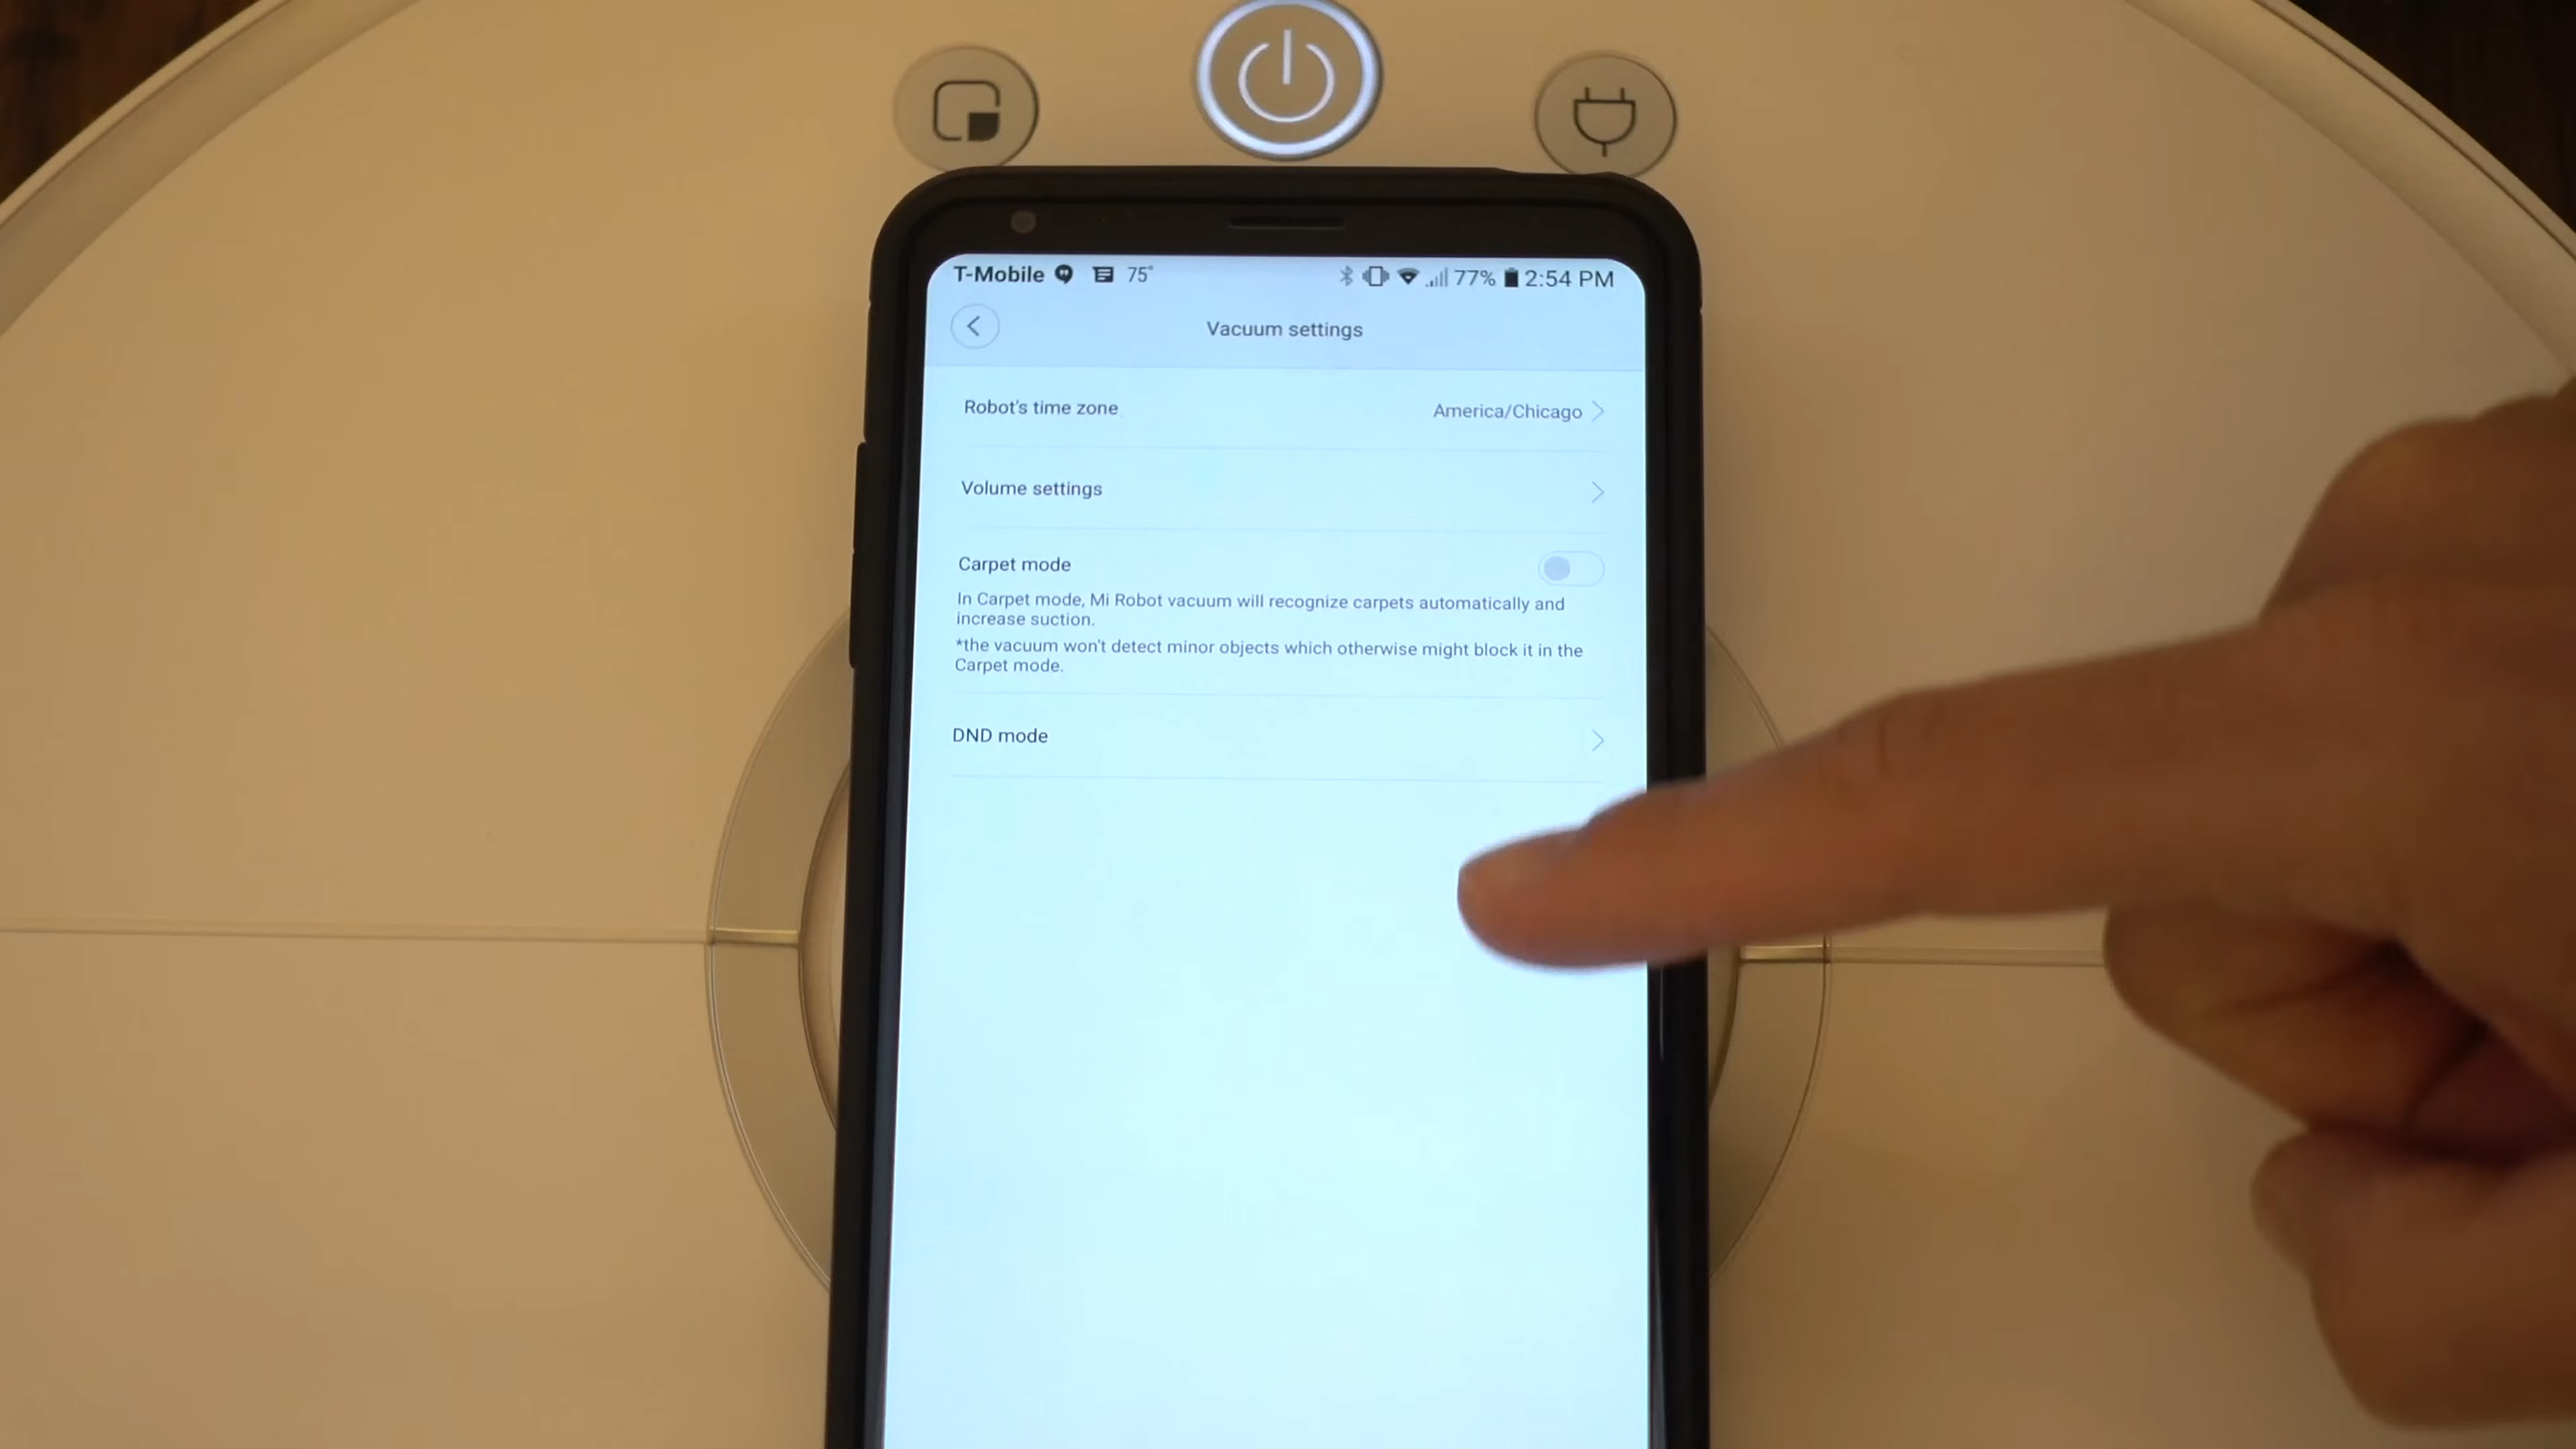 T-Mobile 75° 77% 2:54 PM
Vacuum settings
Robot's time zone America/Chicago
Volume settings
Carpet mode
In Carpet mode, Mi Robot vacuum will recognize carpets automatically and
increase suction.
*the vacuum won't detect minor objects which otherwise might block it in the
Carpet mode.
DND mode